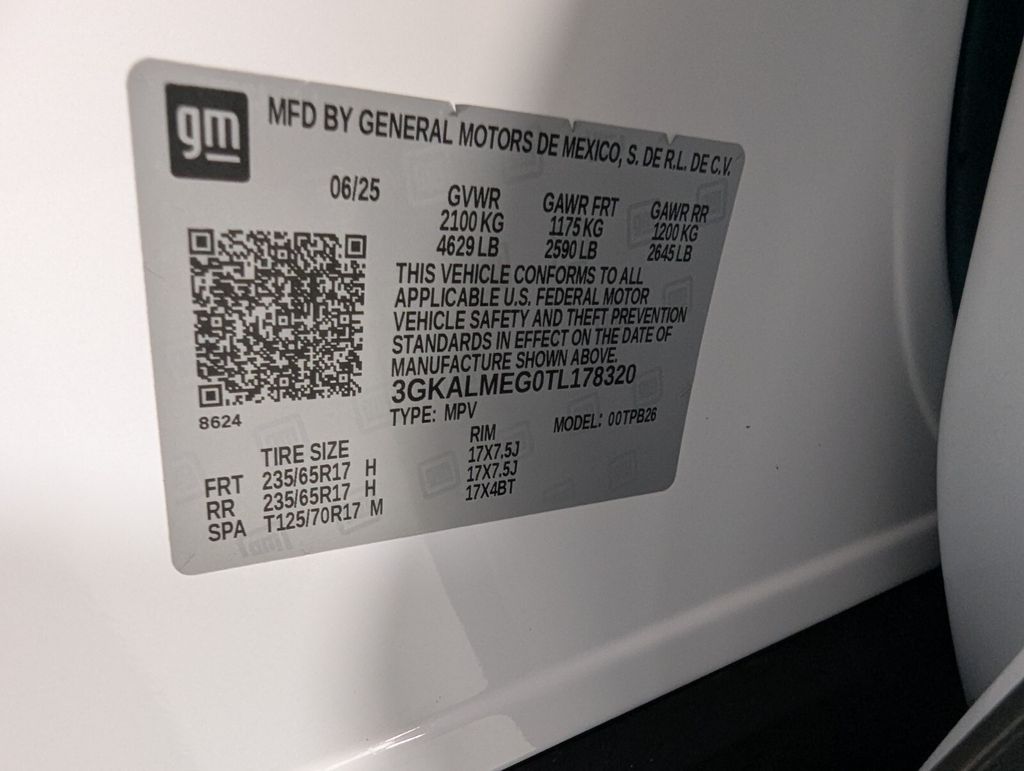 gm MFD BY GENERAL MOTORS DE MEXICO, S. DE R.L. DE C.V.
06/25 GVWR GAWR FRT GAWR RR
2100 KG 1175 KG 1200 KG
4629 LB 2590 LB 2645 LB
THIS VEHICLE CONFORMS TO ALL
APPLICABLE U.S. FEDERAL MOTOR
VEHICLE SAFETY AND THEFT PREVENTION
STANDARDS IN EFFECT ON THE DATE OF
MANUFACTURE SHOWN ABOVE.
3GKALMEG0TL178320
8624 TYPE: MPV MODEL: 00TPB26
TIRE SIZE RIM
FRT 235/65R17 H 17X7.5J
RR 235/65R17 H 17X7.5J
SPA T125/70R17 M 17X4BT